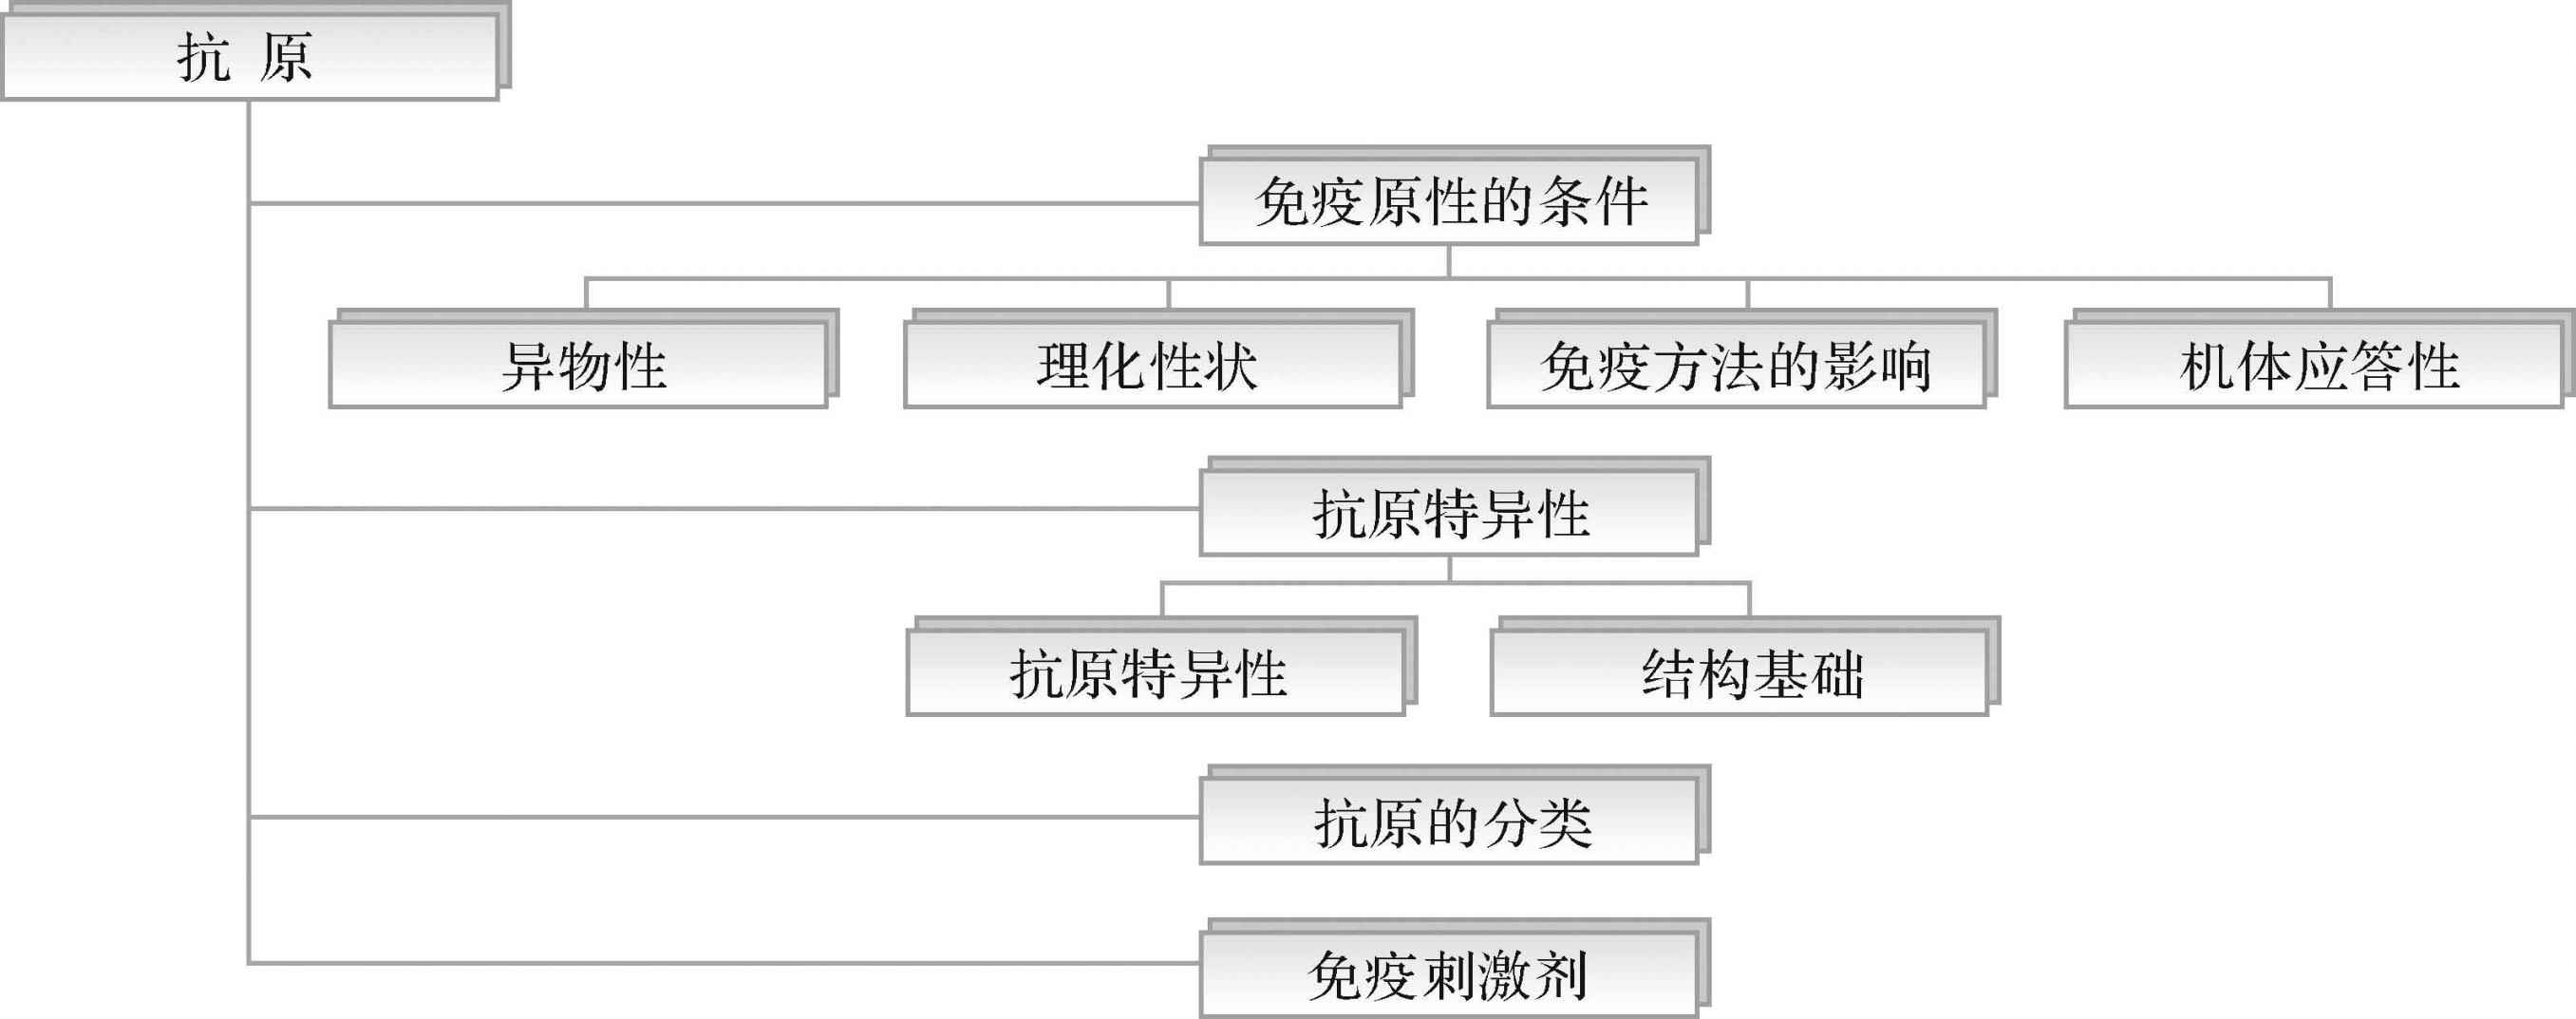 抗 原
免疫原性的条件
异物性
理化性状
免疫方法的影响
机体应答性
抗原特异性
抗原特异性
结构基础
抗原的分类
免疫刺激剂